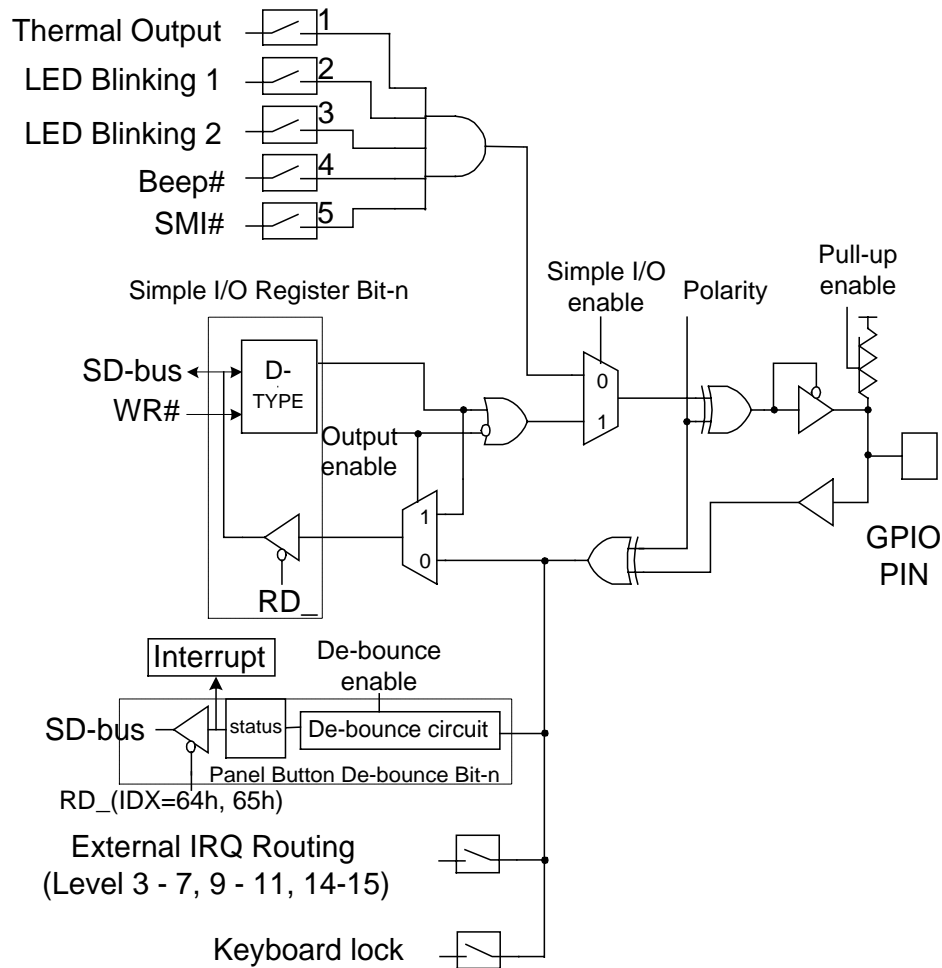 Thermal Output
1
LED Blinking 1
2
LED Blinking 2
3
Beep#
4
SMI#
5
Simple I/O Register Bit-n
Simple I/O
enable
Polarity
Pull-up
enable
SD-bus
WR#
D-
TYPE
0
1
Output
enable
1
0
RD_
GPIO
PIN
Interrupt
De-bounce
enable
SD-bus
status
De-bounce circuit
Panel Button De-bounce Bit-n
RD_(IDX=64h, 65h)
External IRQ Routing
(Level 3 - 7, 9 - 11, 14-15)
Keyboard lock